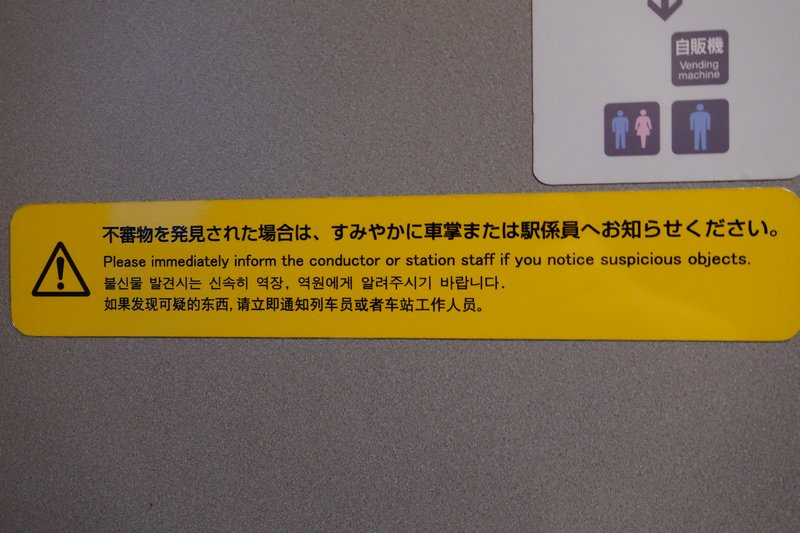 自販機
Vending
machine
不審物を発見された場合は、すみやかに車掌または駅係員へお知らせください。
Please immediately inform the conductor or station staff if you notice suspicious objects.
불신물 발견시는 신속히 역장, 역원에게 알려주시기 바랍니다.
如果发现可疑的东西,请立即通知列车员或者车站工作人员。